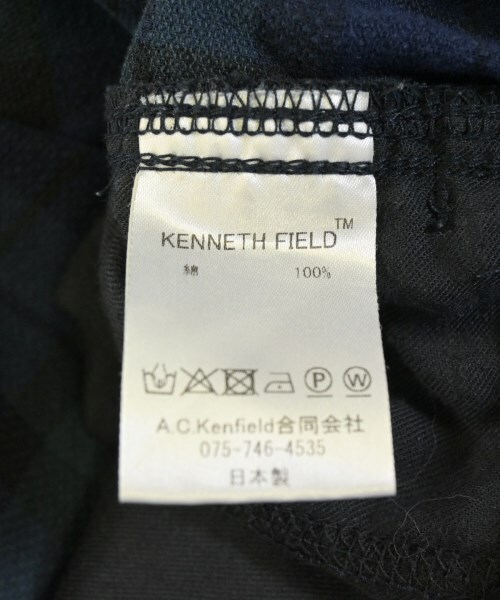 KENNETH FIELD™
綿 100%
P W
A.C.Kenfield合同会社
075-746-4535
日本製